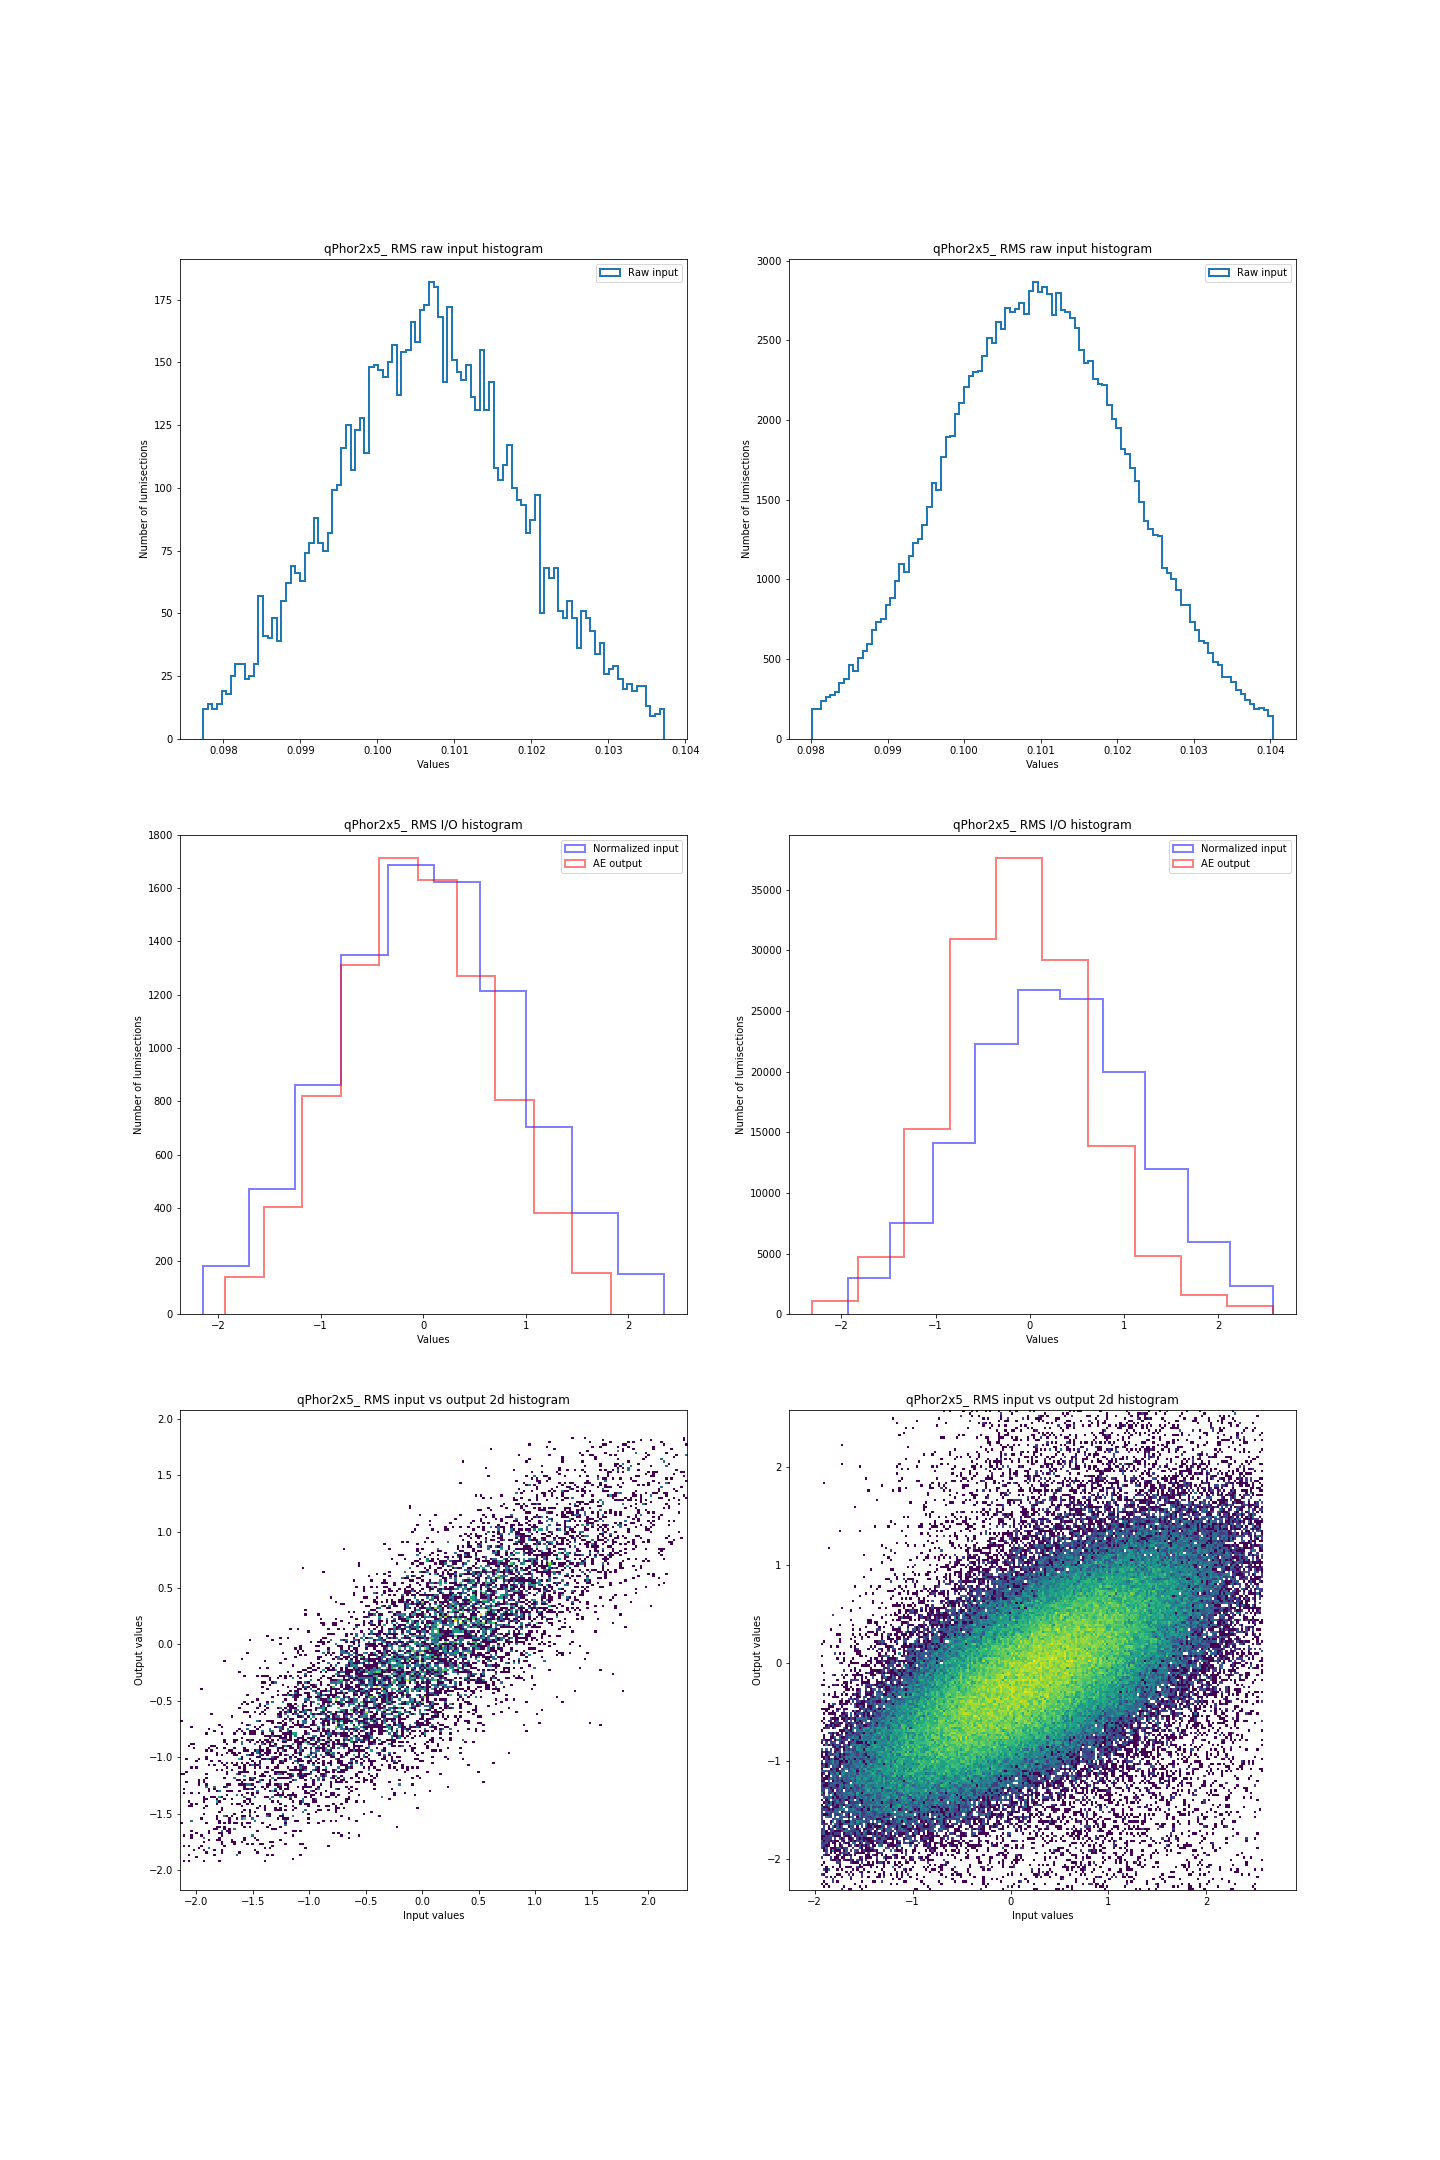 qPhor2x5_ RMS raw input histogram
Raw input
175
150
125
100
75
50
25
0
Number of lumisections
0.098 0.099 0.100 0.101 0.102 0.103 0.104
Values
qPhor2x5_ RMS raw input histogram
Raw input
3000
2500
2000
1500
1000
500
0
Number of lumisections
0.098 0.099 0.100 0.101 0.102 0.103 0.104
Values
qPhor2x5_ RMS I/O histogram
Normalized input
AE output
1800
1600
1400
1200
1000
800
600
400
200
0
Number of lumisections
−2 −1 0 1 2
Values
qPhor2x5_ RMS I/O histogram
Normalized input
AE output
35000
30000
25000
20000
15000
10000
5000
0
Number of lumisections
−2 −1 0 1 2
Values
qPhor2x5_ RMS input vs output 2d histogram
2.0
1.5
1.0
0.5
0.0
−0.5
−1.0
−1.5
−2.0
Output values
−2.0 −1.5 −1.0 −0.5 0.0 0.5 1.0 1.5 2.0
Input values
qPhor2x5_ RMS input vs output 2d histogram
2
1
0
−1
−2
Output values
−2 −1 0 1 2
Input values